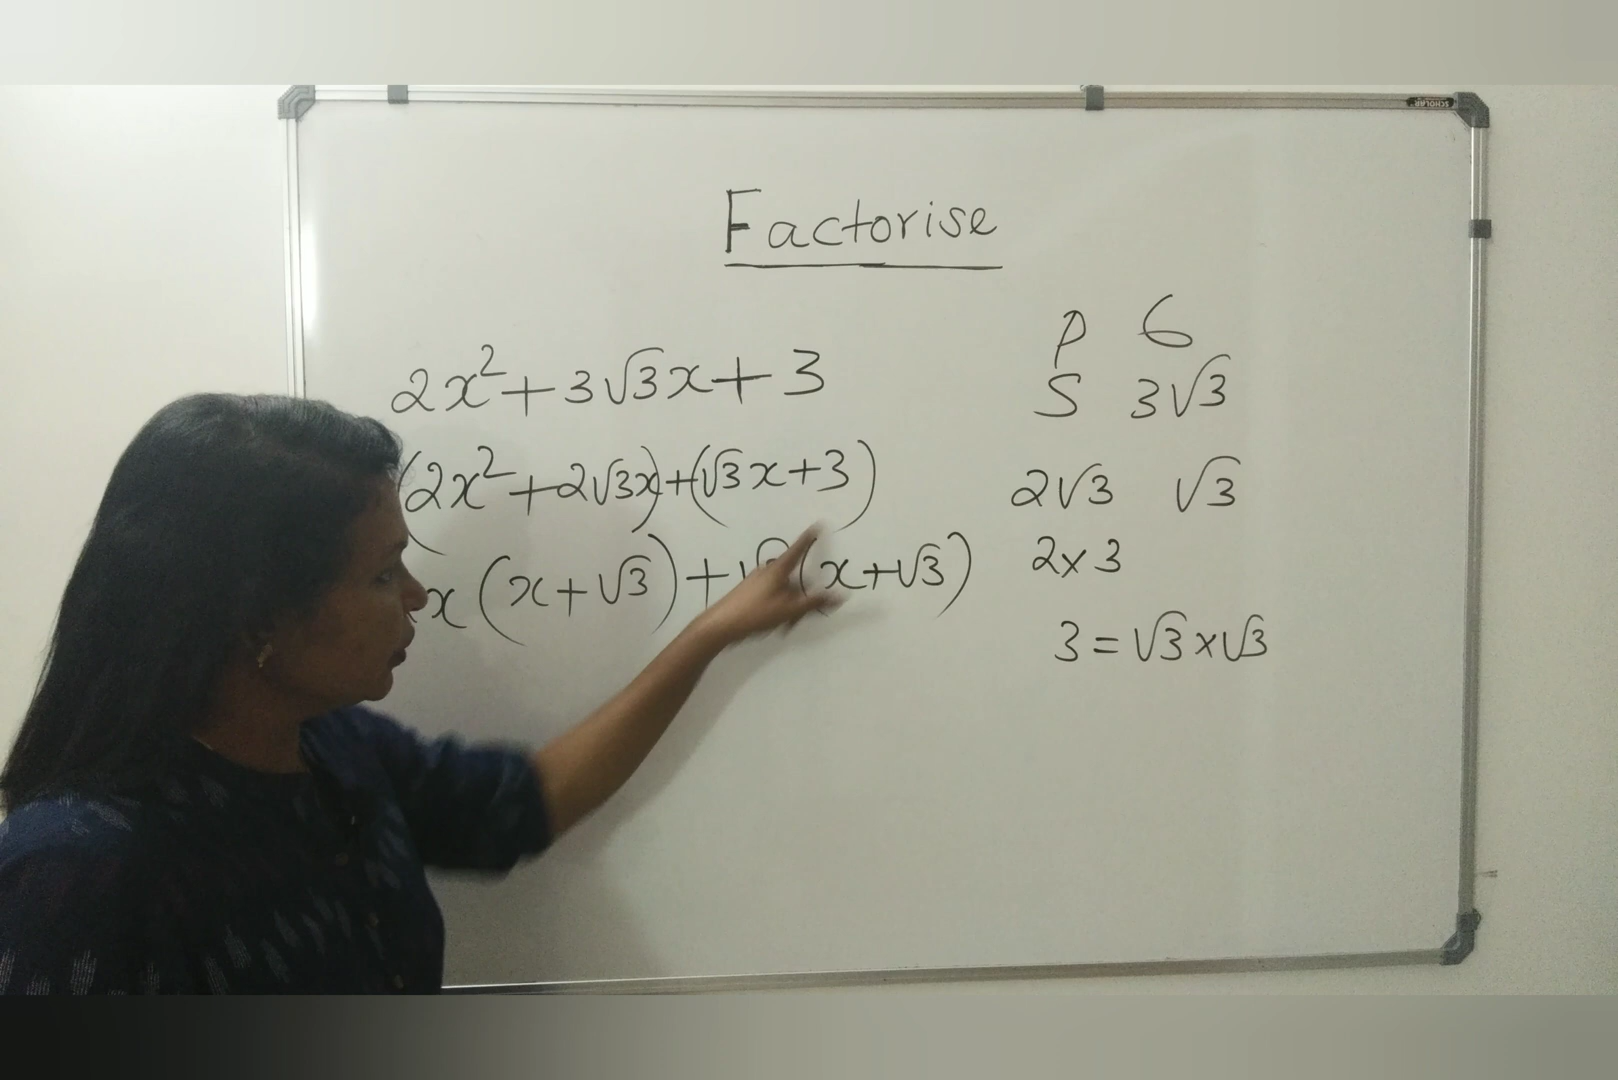 Factorise
P 6
S 3√3
2x² + 3√3x + 3
(2x² + 2√3x) + (√3x + 3)
2√3 √3
x(x + √3) + (x + √3)
2 x 3
3 = √3 x √3
SCHOLAR